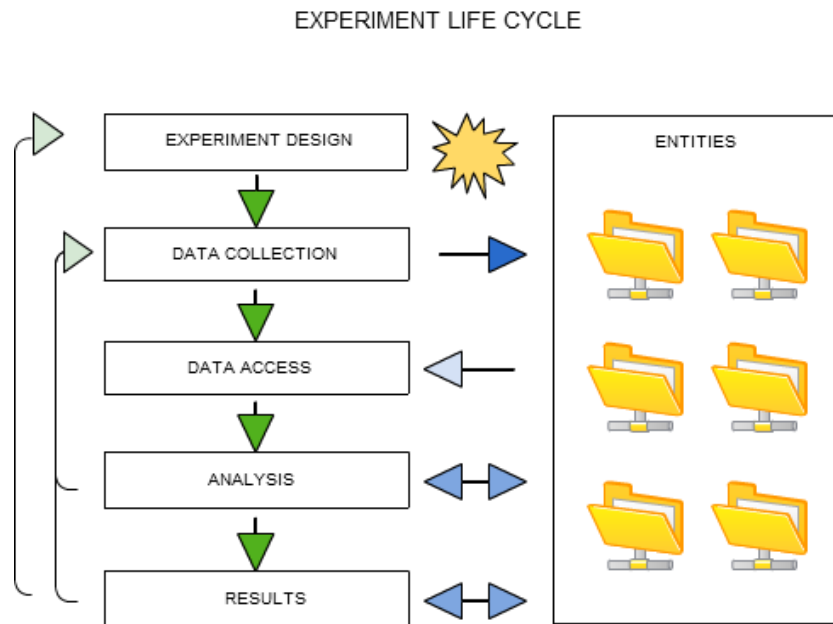 EXPERIMENT LIFE CYCLE
EXPERIMENT DESIGN
ENTITIES
DATA COLLECTION
DATA ACCESS
ANALYSIS
RESULTS